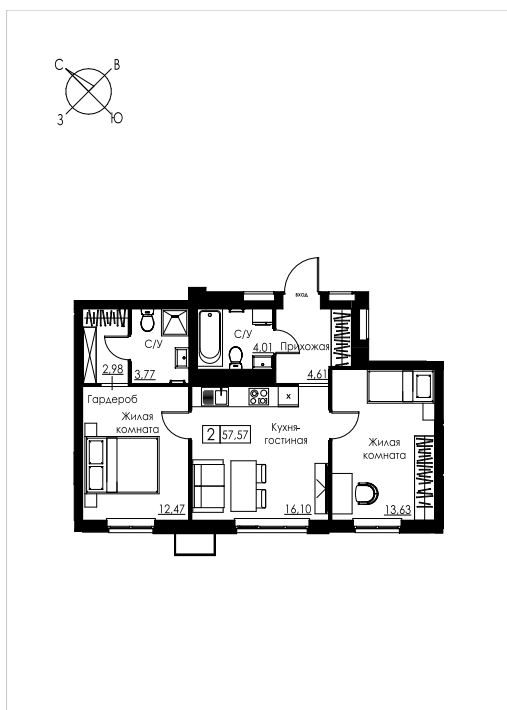 С В
З Ю
вход
С/У
С/У
4.01 Прихожая
2.98 3.77
4.61
Гардероб
Жилая
комната
Кухня-
гостиная
2 57,57
Жилая
комната
x
12.47
16.10
13.63